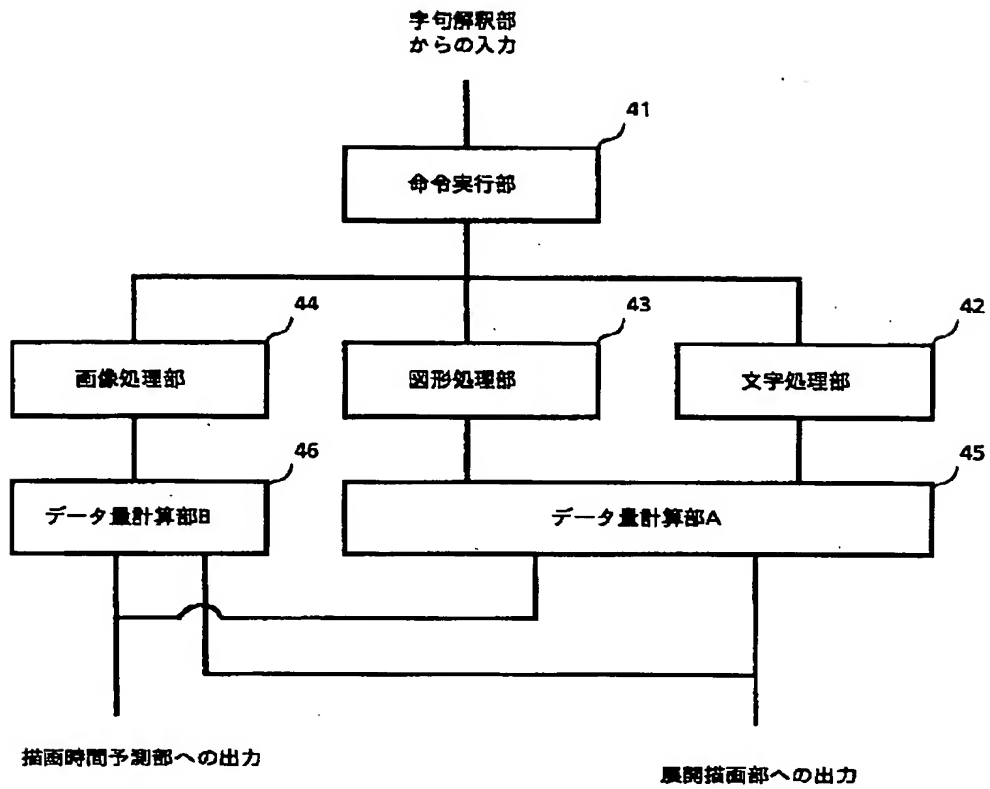 字句解釈部
からの入力
41
命令実行部
44
43
42
画像処理部
図形処理部
文字処理部
46
45
データ量計算部B
データ量計算部A
描画時間予測部への出力
展開描画部への出力